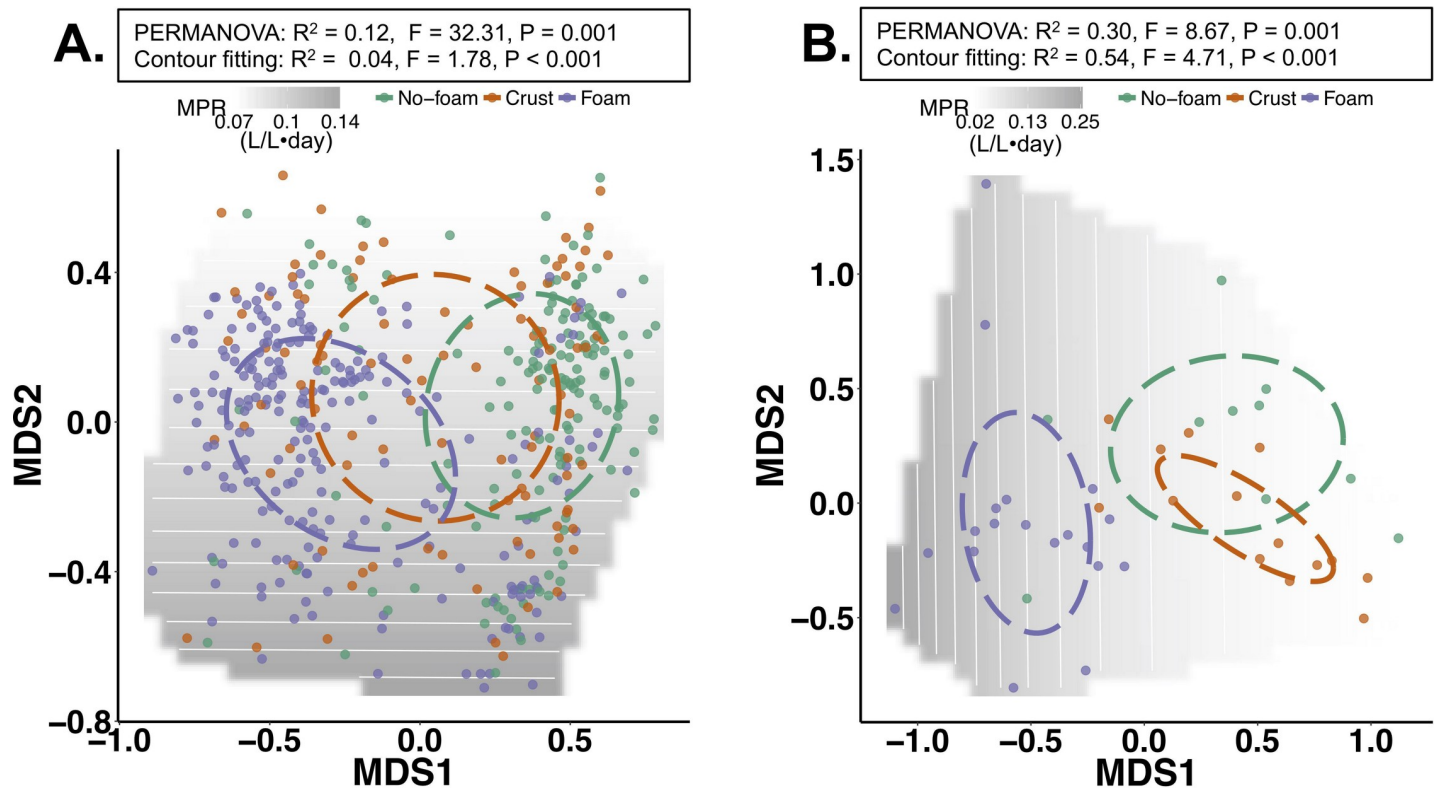 A.
PERMANOVA: R² = 0.12, F = 32.31, P = 0.001
Contour fitting: R² = 0.04, F = 1.78, P < 0.001
MPR
0.07 0.1 0.14
(L/L•day)
No−foam Crust Foam
0.4
0.0
−0.4
−0.8
MDS2
−1.0 −0.5 0.0 0.5
MDS1
B.
PERMANOVA: R² = 0.30, F = 8.67, P = 0.001
Contour fitting: R² = 0.54, F = 4.71, P < 0.001
MPR
0.02 0.13 0.25
(L/L•day)
No−foam Crust Foam
1.5
1.0
0.5
0.0
−0.5
MDS2
−1.0 −0.5 0.0 0.5 1.0
MDS1